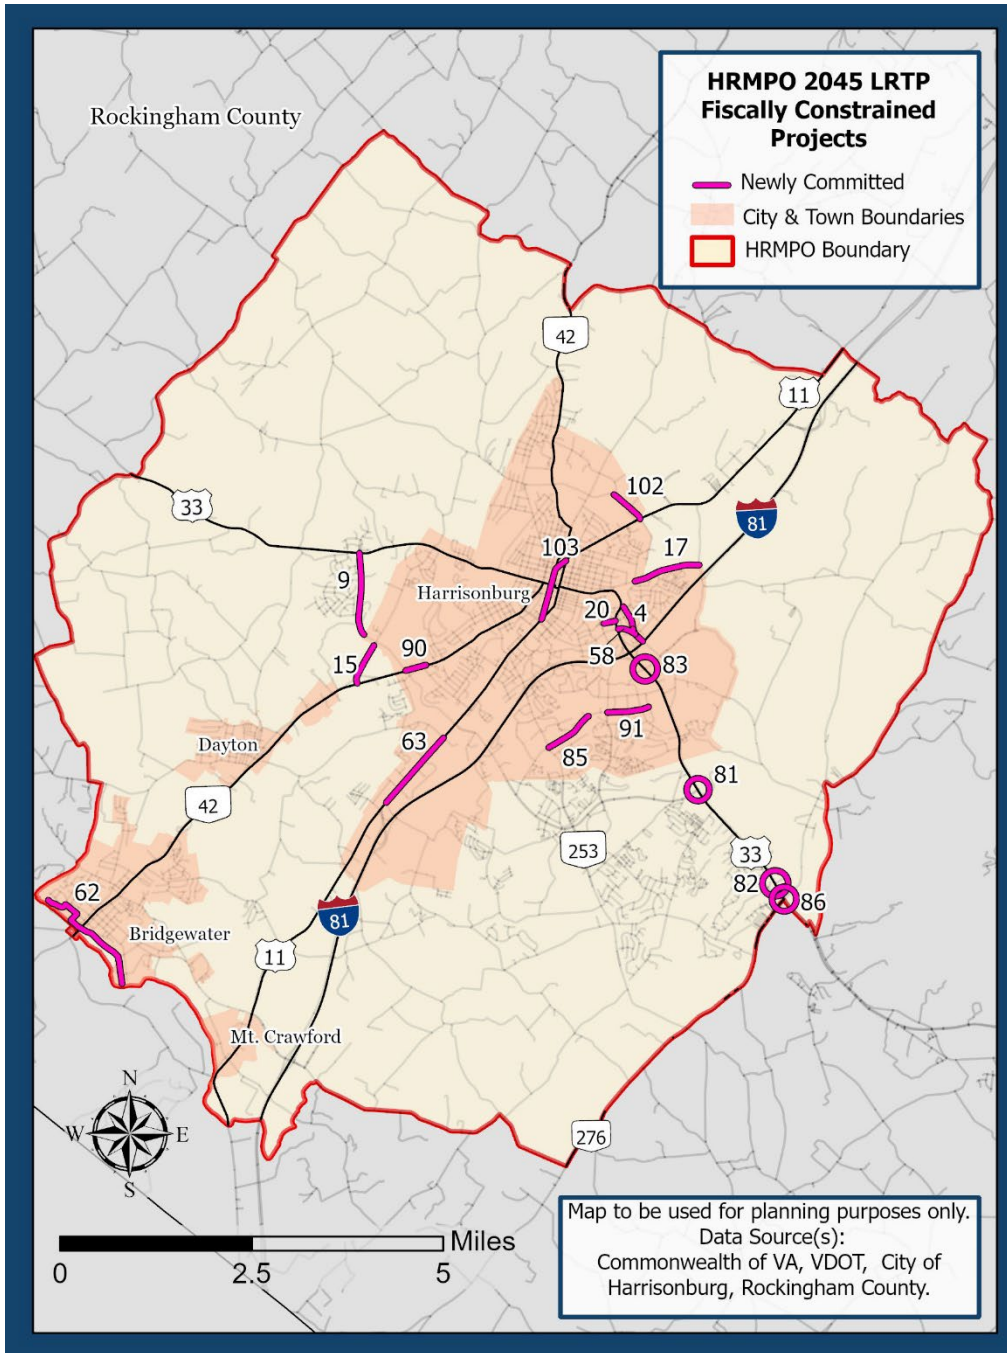 HRMPO 2045 LRTP
Fiscally Constrained
Projects
Newly Committed
City & Town Boundaries
HRMPO Boundary
Rockingham County
42
11
33
102
81
103
17
9
Harrisonburg
20
4
90
58
83
15
91
63
85
Dayton
81
42
253
33
82
86
62
81
Bridgewater
11
Mt. Crawford
N
W
E
S
276
Miles
0
2.5
5
Map to be used for planning purposes only.
Data Source(s):
Commonwealth of VA, VDOT, City of
Harrisonburg, Rockingham County.